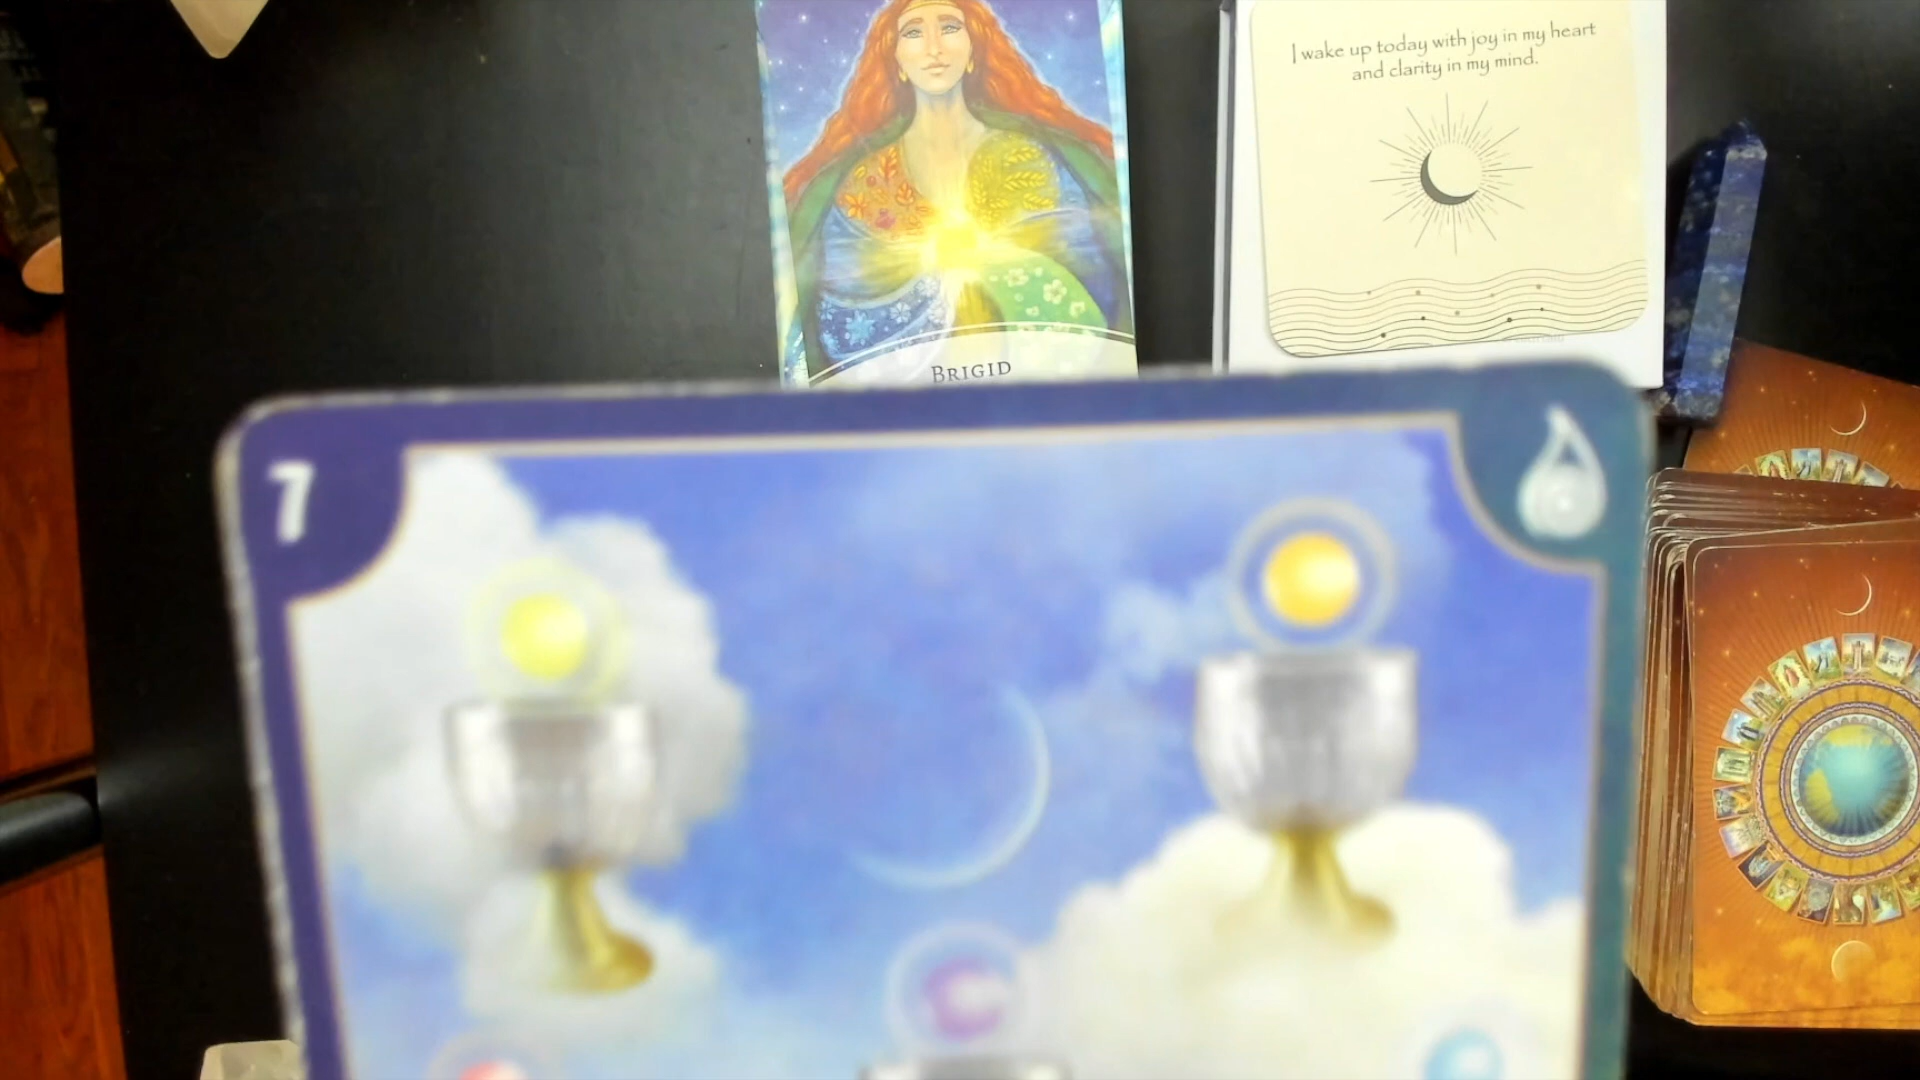 I wake up today with joy in my heart
and clarity in my mind.
BRIGID
7